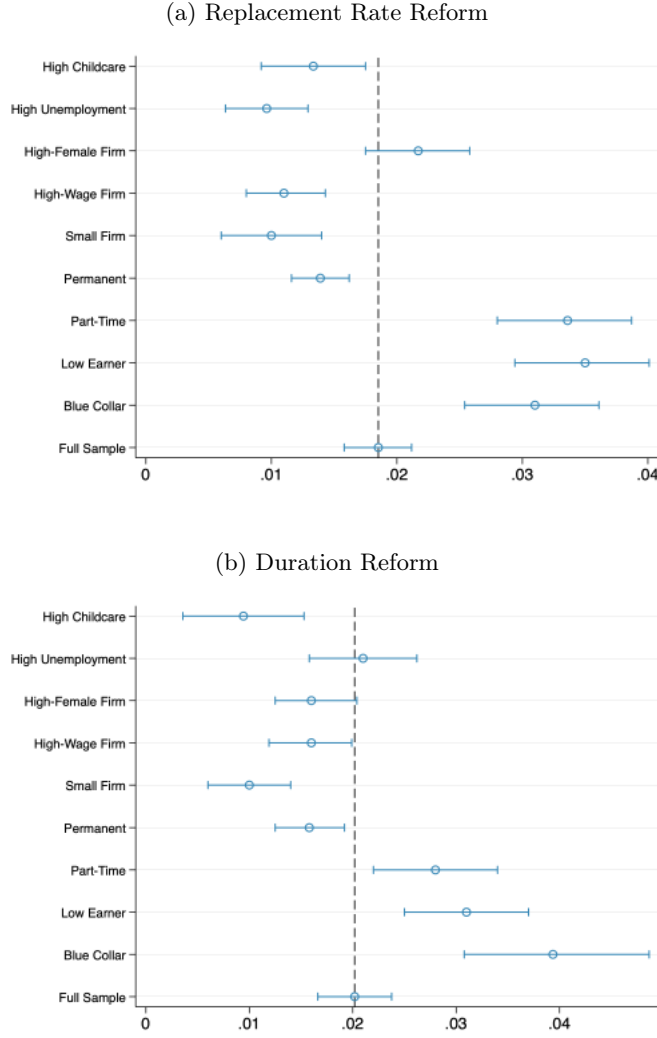 (a) Replacement Rate Reform
High Childcare
High Unemployment
High-Female Firm
High-Wage Firm
Small Firm
Permanent
Part-Time
Low Earner
Blue Collar
Full Sample
0 .01 .02 .03 .04
(b) Duration Reform
High Childcare
High Unemployment
High-Female Firm
High-Wage Firm
Small Firm
Permanent
Part-Time
Low Earner
Blue Collar
Full Sample
0 .01 .02 .03 .04